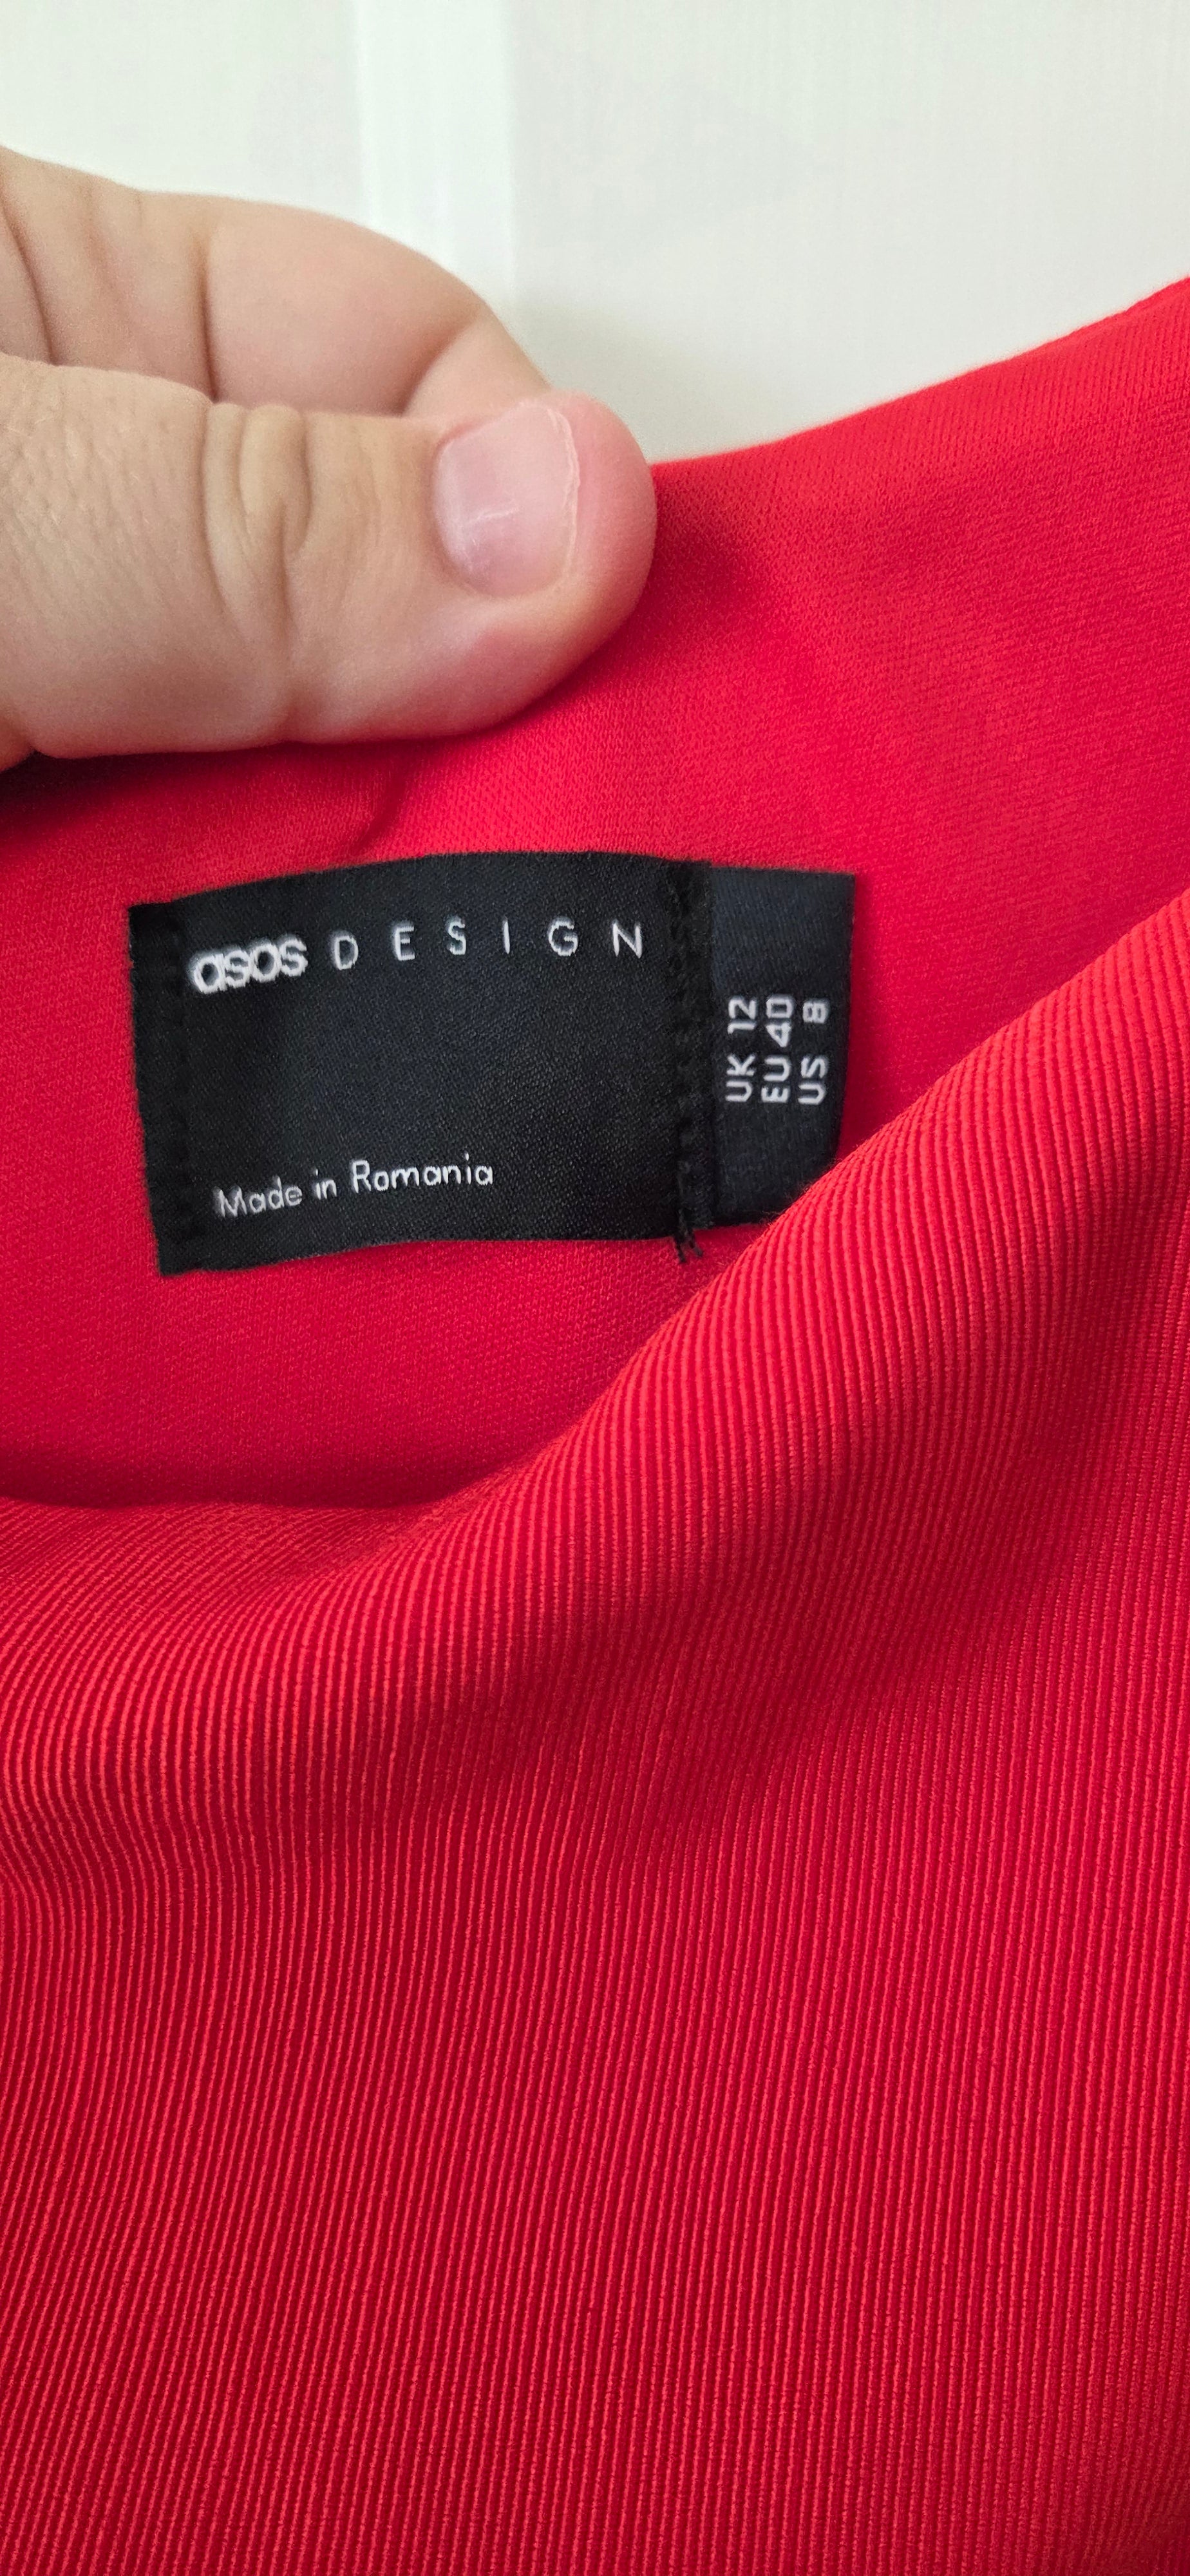 asos DESIGN
Made in Romania
UK 12
EU 40
US 8